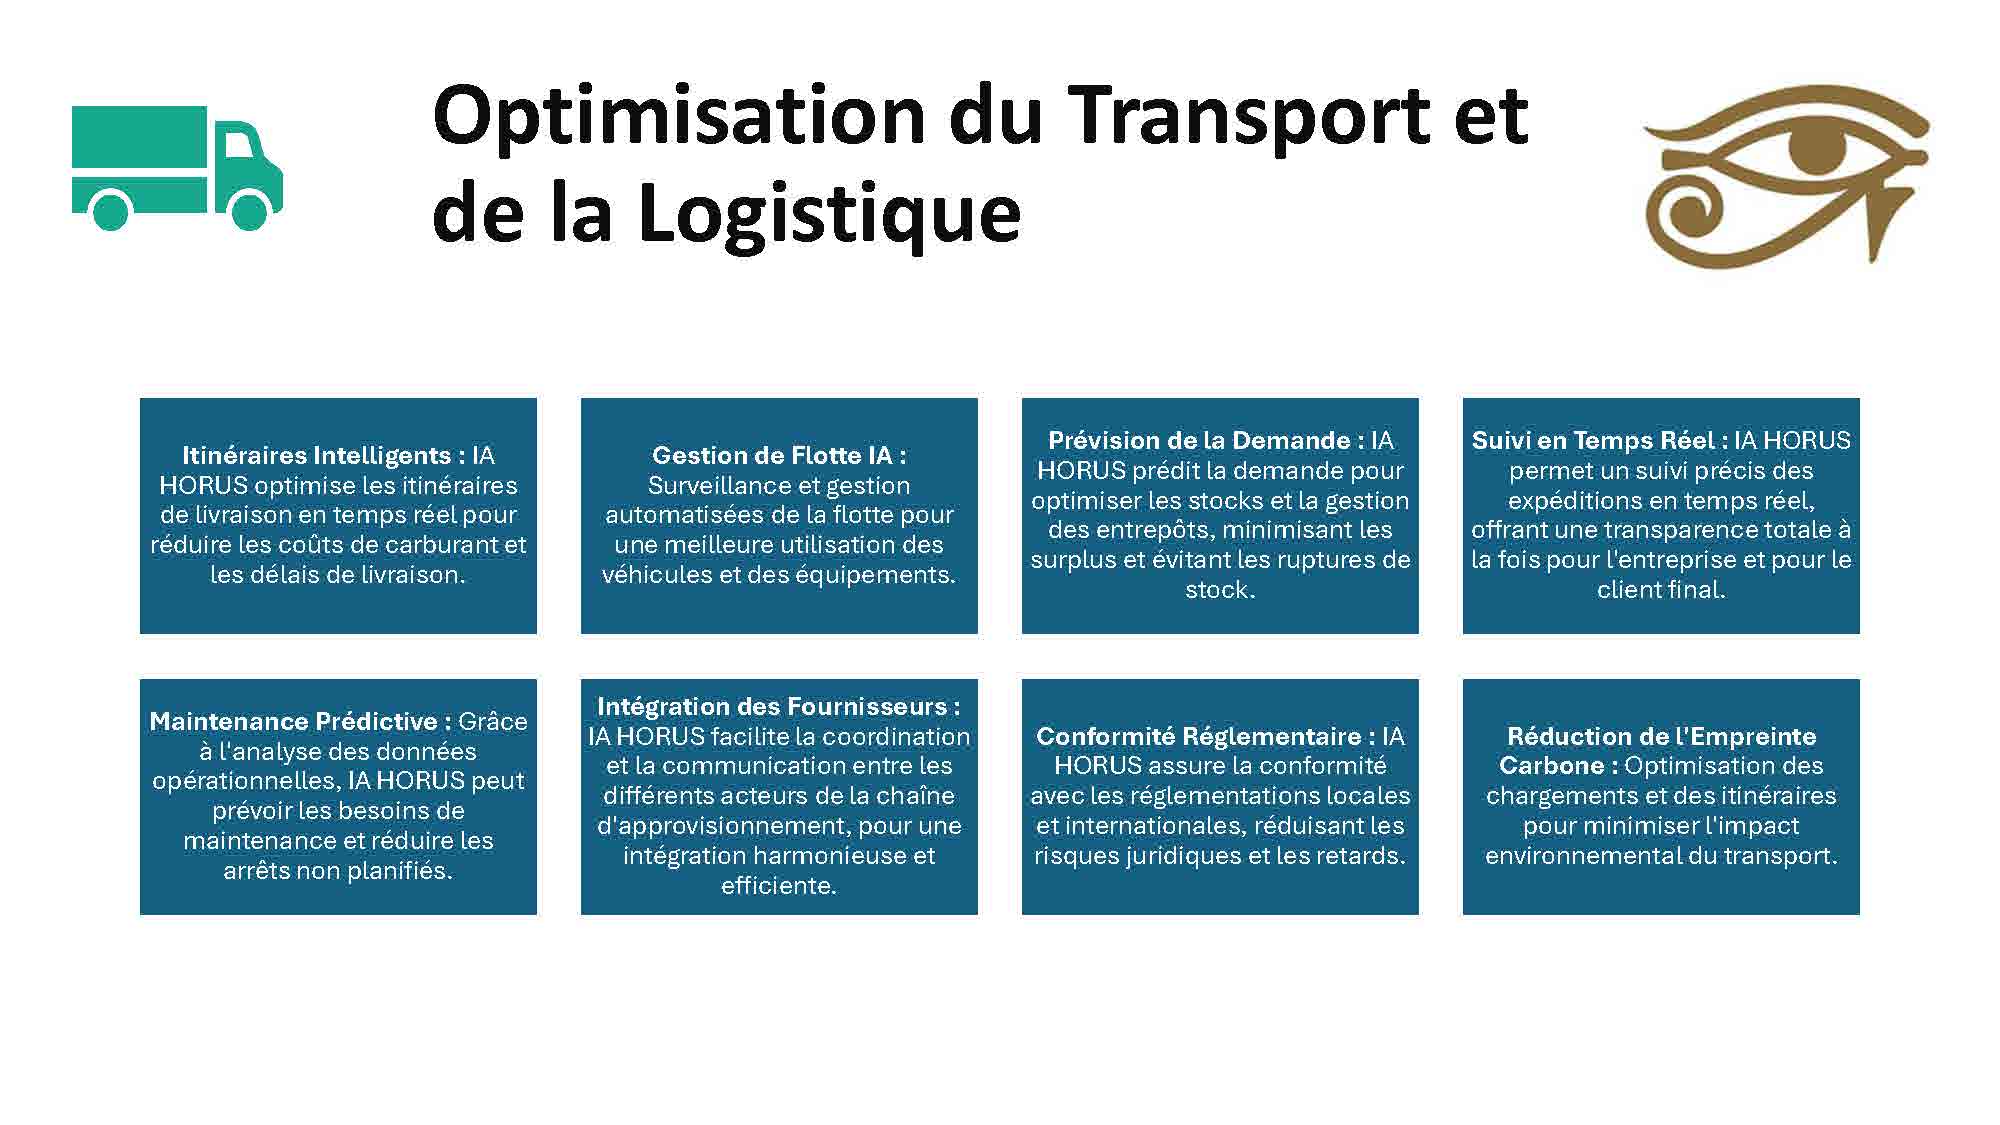 Optimisation du Transport et
de la Logistique
Itinéraires Intelligents : IA
HORUS optimise les itinéraires
de livraison en temps réel pour
réduire les coûts de carburant et
les délais de livraison.
Gestion de Flotte IA :
Surveillance et gestion
automatisées de la flotte pour
une meilleure utilisation des
véhicules et des équipements.
Prévision de la Demande : IA
HORUS prédit la demande pour
optimiser les stocks et la gestion
des entrepôts, minimisant les
surplus et évitant les ruptures de
stock.
Suivi en Temps Réel : IA HORUS
permet un suivi précis des
expéditions en temps réel,
offrant une transparence totale à
la fois pour l'entreprise et pour le
client final.
Maintenance Prédictive : Grâce
à l'analyse des données
opérationnelles, IA HORUS peut
prévoir les besoins de
maintenance et réduire les
arrêts non planifiés.
Intégration des Fournisseurs :
IA HORUS facilite la coordination
et la communication entre les
différents acteurs de la chaîne
d'approvisionnement, pour une
intégration harmonieuse et
efficiente.
Conformité Réglementaire : IA
HORUS assure la conformité
avec les réglementations locales
et internationales, réduisant les
risques juridiques et les retards.
Réduction de l'Empreinte
Carbone : Optimisation des
chargements et des itinéraires
pour minimiser l'impact
environnemental du transport.